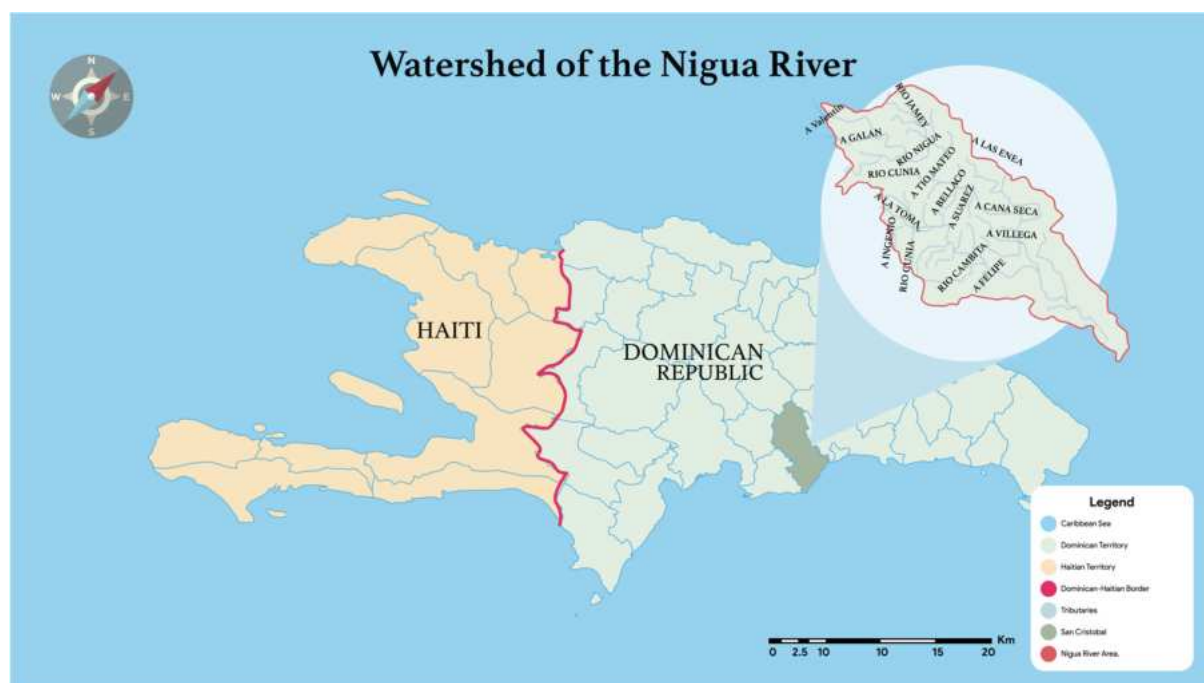 Watershed of the Nigua River
N
W
E
S
A Valentin
RIO JAMEY
A GALAN
RIO NIGUA
A LAS ENEA
RIO CUNIA
A TIO MATEO
A BELLACO
A LA TOMA
A SUAREZ
A CANA SECA
A INGENIO
RIO CUNIA
A VILLEGA
RIO CAMBITA
A FELIPE
HAITI
DOMINICAN
REPUBLIC
Legend
Caribbean Sea
Dominican Territory
Haitian Territory
Dominican-Haitian Border
Tributaries
San Cristobal
Nigua River Area.
Km
0 2.5 10 10 15 20